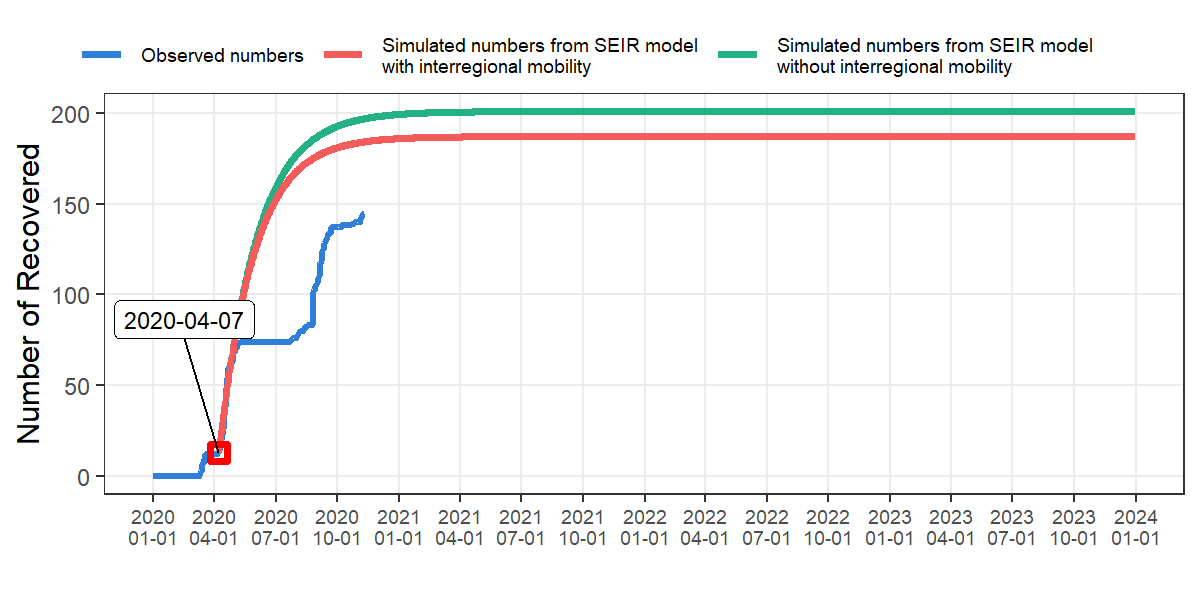 Observed numbers
Simulated numbers from SEIR model
with interregional mobility
Simulated numbers from SEIR model
without interregional mobility
Number of Recovered
200
150
100
50
0
2020-04-07
2020 2020 2020 2020 2021 2021 2021 2021 2022 2022 2022 2022 2023 2023 2023 2023 2024
01-01 04-01 07-01 10-01 01-01 04-01 07-01 10-01 01-01 04-01 07-01 10-01 01-01 04-01 07-01 10-01 01-01